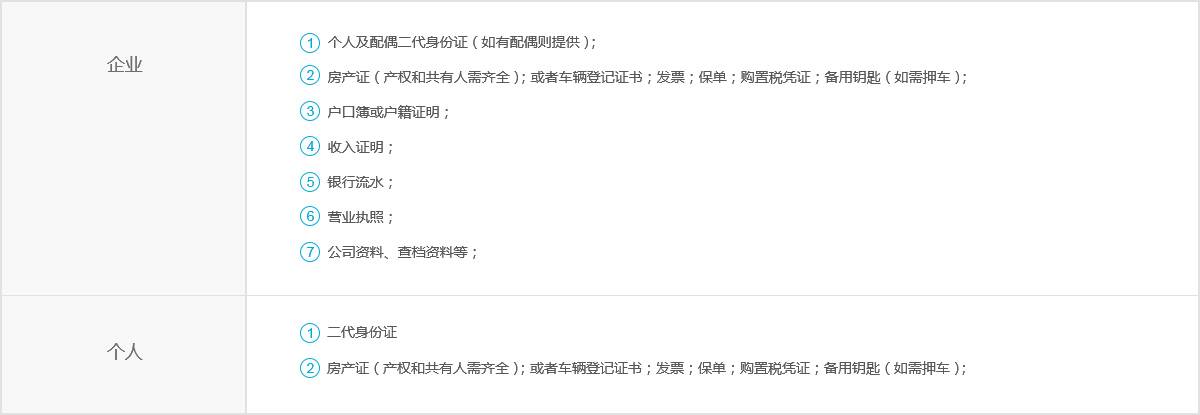 企业
① 个人及配偶二代身份证（如有配偶则提供）；
② 房产证（产权和共有人需齐全）；或者车辆登记证书；发票；保单；购置税凭证；备用钥匙（如需押车）；
③ 户口簿或户籍证明；
④ 收入证明；
⑤ 银行流水；
⑥ 营业执照；
⑦ 公司资料、查档资料等；
个人
① 二代身份证
② 房产证（产权和共有人需齐全）；或者车辆登记证书；发票；保单；购置税凭证；备用钥匙（如需押车）；